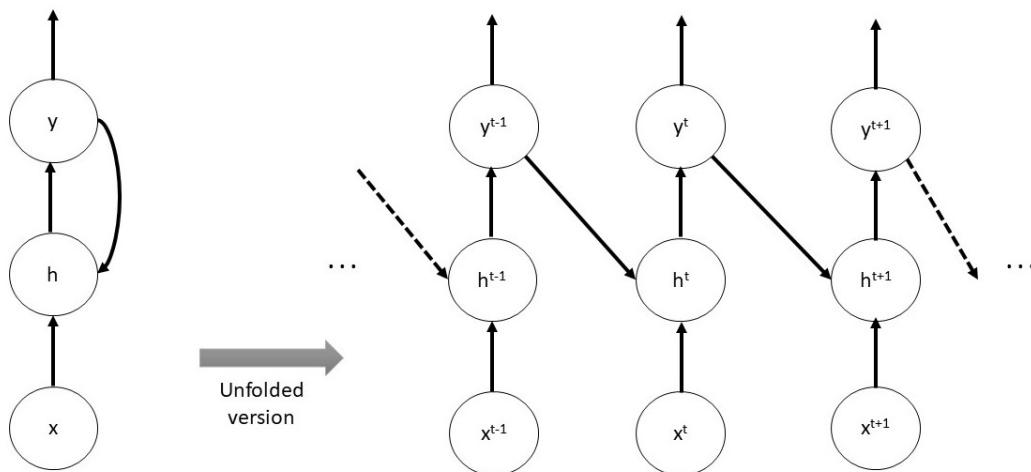 y
h
x
Unfolded
version
...
y^t-1
y^t
y^t+1
h^t-1
h^t
h^t+1
...
x^t-1
x^t
x^t+1